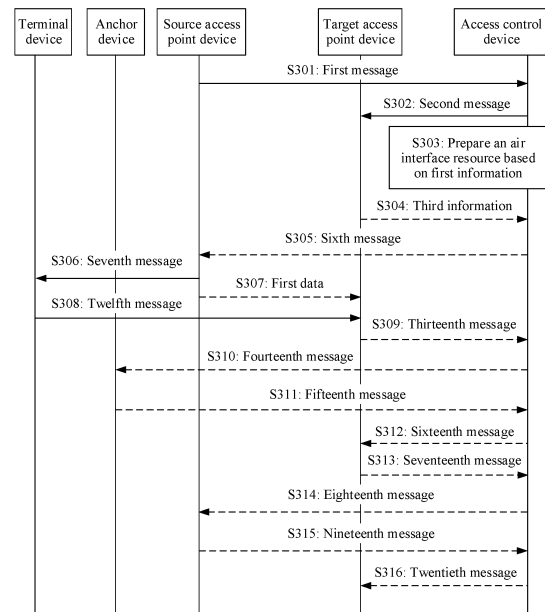 Terminal device
Anchor device
Source access point device
Target access point device
Access control device
S301: First message
S302: Second message
S303: Prepare an air
interface resource based
on first information
S304: Third information
S305: Sixth message
S306: Seventh message
S307: First data
S308: Twelfth message
S309: Thirteenth message
S310: Fourteenth message
S311: Fifteenth message
S312: Sixteenth message
S313: Seventeenth message
S314: Eighteenth message
S315: Nineteenth message
S316: Twentieth message